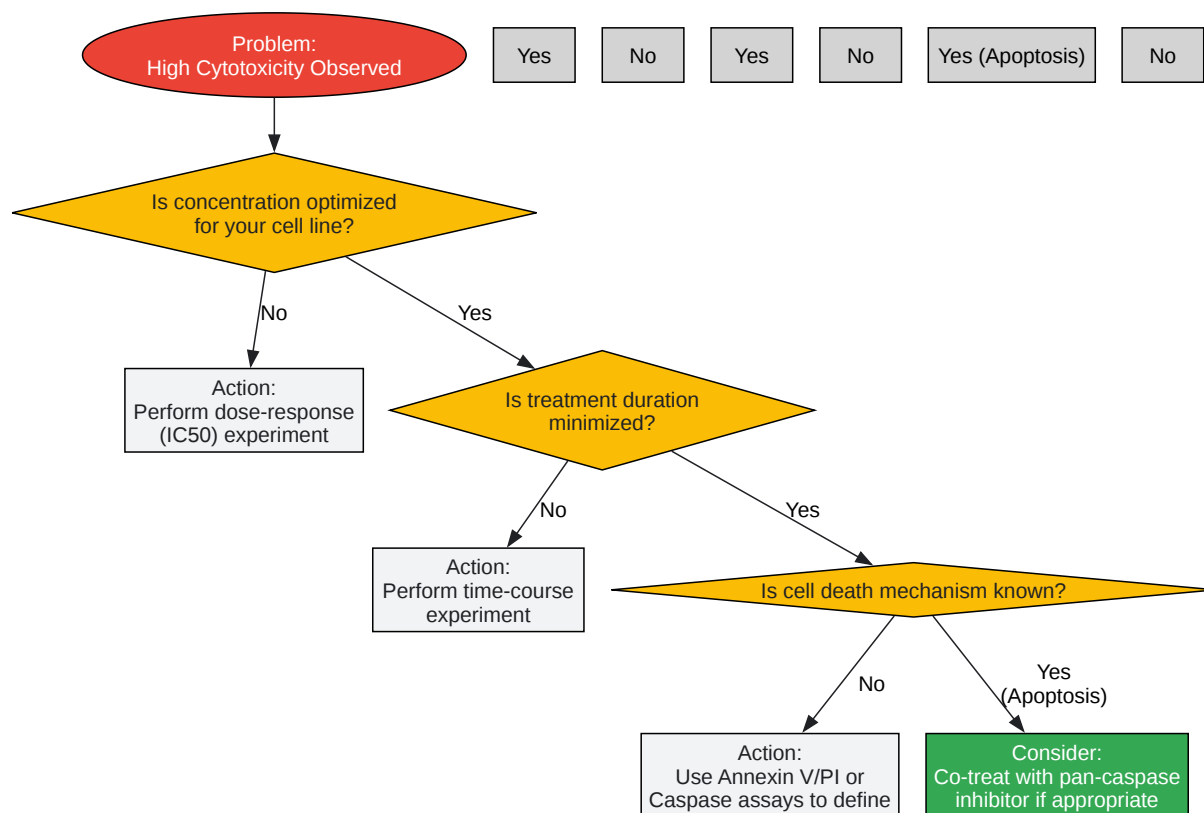 Problem:
High Cytotoxicity Observed
Yes
No
Yes
No
Yes (Apoptosis)
No
Is concentration optimized
for your cell line?
No
Yes
Action:
Perform dose-response
(IC50) experiment
Is treatment duration
minimized?
No
Yes
Action:
Perform time-course
experiment
Is cell death mechanism known?
No
Yes
(Apoptosis)
Action:
Use Annexin V/PI or
Caspase assays to define
Consider:
Co-treat with pan-caspase
inhibitor if appropriate